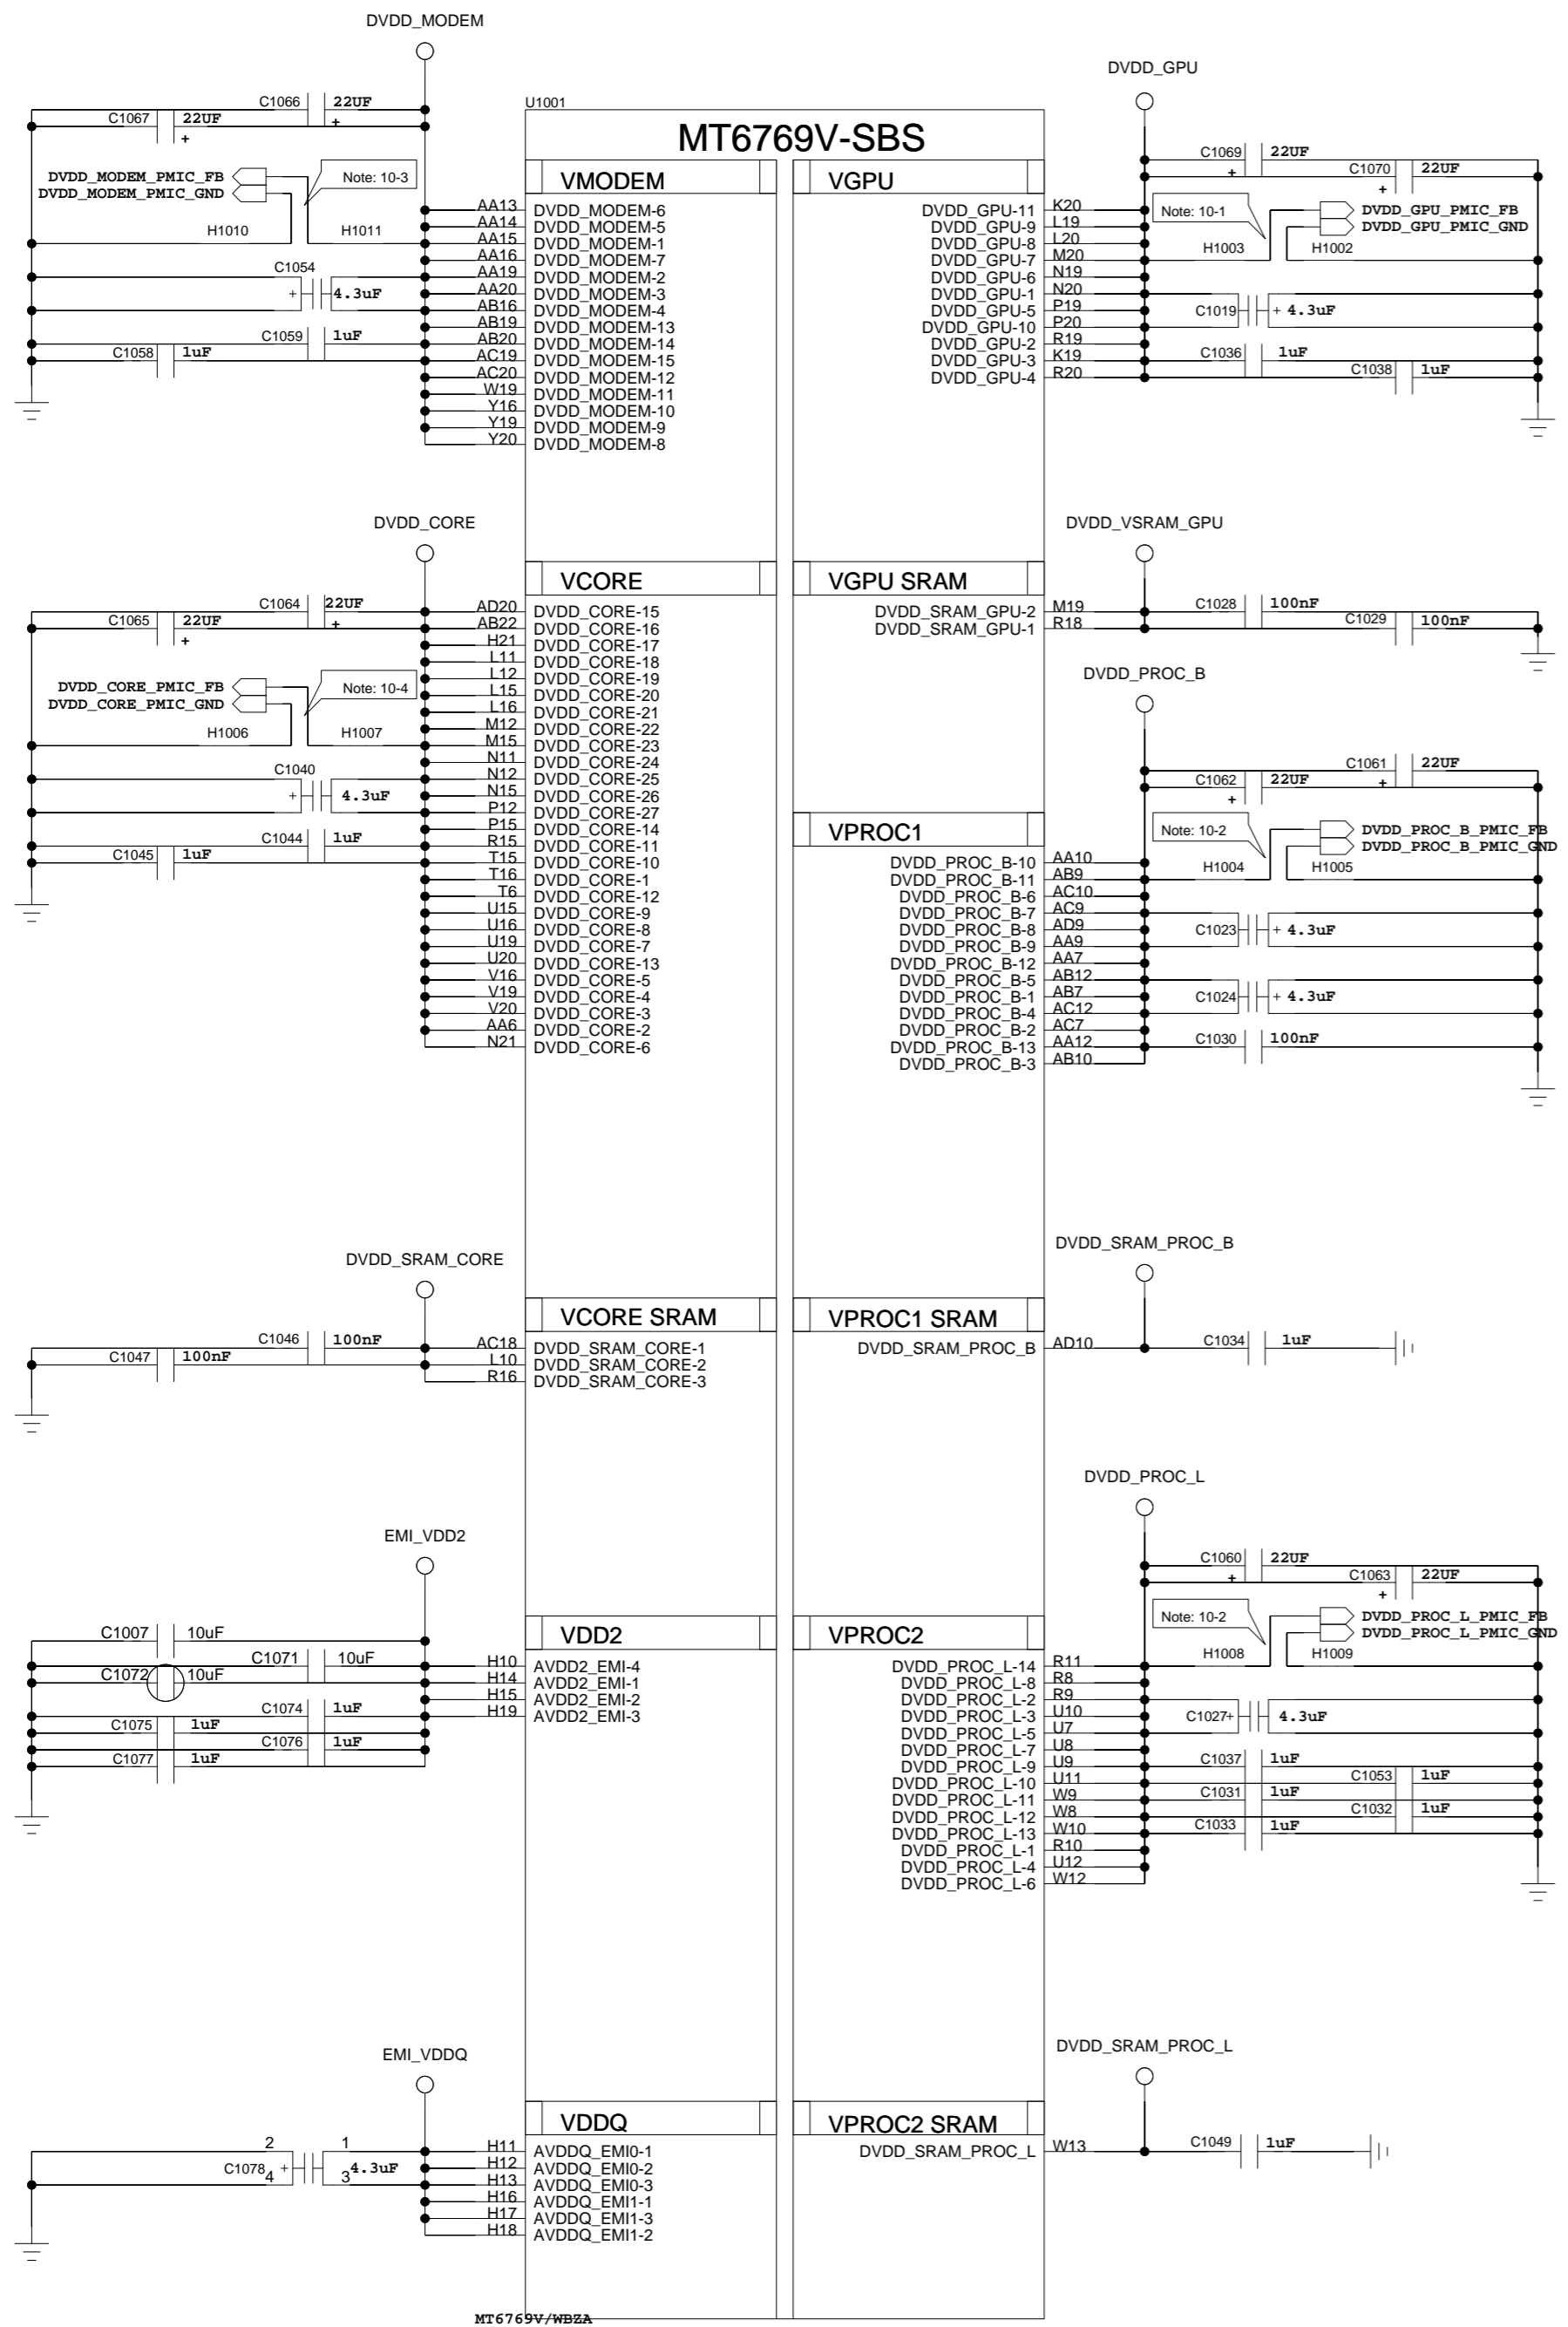 DVDD_MODEM
C1066 22UF
+
C1067 22UF
+
DVDD_MODEM_PMIC_FB
DVDD_MODEM_PMIC_GND
Note: 10-3
H1010 H1011
C1054
+ 4.3uF
C1059 1uF
C1058 1uF
U1001
MT6769V-SBS
VMODEM
AA13 DVDD_MODEM-6
AA14 DVDD_MODEM-5
AA15 DVDD_MODEM-1
AA16 DVDD_MODEM-7
AA19 DVDD_MODEM-2
AA20 DVDD_MODEM-3
AB16 DVDD_MODEM-4
AB19 DVDD_MODEM-13
AB20 DVDD_MODEM-14
AC19 DVDD_MODEM-15
AC20 DVDD_MODEM-12
W19 DVDD_MODEM-11
Y16 DVDD_MODEM-10
Y19 DVDD_MODEM-9
Y20 DVDD_MODEM-8
DVDD_GPU
VGPU
DVDD_GPU-11 K20
DVDD_GPU-9 L19
DVDD_GPU-8 L20
DVDD_GPU-7 M20
DVDD_GPU-6 N19
DVDD_GPU-1 N20
DVDD_GPU-5 P19
DVDD_GPU-10 P20
DVDD_GPU-2 R19
DVDD_GPU-3 K19
DVDD_GPU-4 R20
C1069 22UF
+
C1070 22UF
+
Note: 10-1
DVDD_GPU_PMIC_FB
DVDD_GPU_PMIC_GND
H1003 H1002
C1019 + 4.3uF
C1036 1uF
C1038 1uF
DVDD_CORE
C1064 22UF
+
C1065 22UF
+
DVDD_CORE_PMIC_FB
DVDD_CORE_PMIC_GND
Note: 10-4
H1006 H1007
C1040
+ 4.3uF
C1044 1uF
C1045 1uF
VCORE
AD20 DVDD_CORE-15
AB22 DVDD_CORE-16
H21 DVDD_CORE-17
L11 DVDD_CORE-18
L12 DVDD_CORE-19
L15 DVDD_CORE-20
L16 DVDD_CORE-21
M12 DVDD_CORE-22
M15 DVDD_CORE-23
N11 DVDD_CORE-24
N12 DVDD_CORE-25
N15 DVDD_CORE-26
P12 DVDD_CORE-27
P15 DVDD_CORE-14
R15 DVDD_CORE-11
T15 DVDD_CORE-10
T16 DVDD_CORE-1
T6 DVDD_CORE-12
U15 DVDD_CORE-9
U16 DVDD_CORE-8
U19 DVDD_CORE-7
U20 DVDD_CORE-13
V16 DVDD_CORE-5
V19 DVDD_CORE-4
V20 DVDD_CORE-3
AA6 DVDD_CORE-2
N21 DVDD_CORE-6
DVDD_VSRAM_GPU
VGPU SRAM
DVDD_SRAM_GPU-2 M19
DVDD_SRAM_GPU-1 R18
C1028 100nF
C1029 100nF
DVDD_PROC_B
C1061 22UF
+
C1062 22UF
+
Note: 10-2
DVDD_PROC_B_PMIC_FB
DVDD_PROC_B_PMIC_GND
H1004 H1005
VPROC1
DVDD_PROC_B-10 AA10
DVDD_PROC_B-11 AB9
DVDD_PROC_B-6 AC10
DVDD_PROC_B-7 AC9
DVDD_PROC_B-8 AD9
DVDD_PROC_B-9 AA9
DVDD_PROC_B-12 AA7
DVDD_PROC_B-5 AB12
DVDD_PROC_B-1 AB7
DVDD_PROC_B-4 AC12
DVDD_PROC_B-2 AC7
DVDD_PROC_B-13 AA12
DVDD_PROC_B-3 AB10
C1023 + 4.3uF
C1024 + 4.3uF
C1030 100nF
DVDD_SRAM_CORE
C1046 100nF
C1047 100nF
VCORE SRAM
AC18 DVDD_SRAM_CORE-1
L10 DVDD_SRAM_CORE-2
R16 DVDD_SRAM_CORE-3
DVDD_SRAM_PROC_B
VPROC1 SRAM
DVDD_SRAM_PROC_B AD10
C1034 1uF
EMI_VDD2
C1007 10uF
C1071 10uF
C1072 10uF
C1074 1uF
C1075 1uF
C1076 1uF
C1077 1uF
VDD2
H10 AVDD2_EMI-4
H14 AVDD2_EMI-1
H15 AVDD2_EMI-2
H19 AVDD2_EMI-3
DVDD_PROC_L
C1060 22UF
+
C1063 22UF
+
Note: 10-2
DVDD_PROC_L_PMIC_FB
DVDD_PROC_L_PMIC_GND
H1008 H1009
VPROC2
DVDD_PROC_L-14 R11
DVDD_PROC_L-8 R8
DVDD_PROC_L-2 R9
DVDD_PROC_L-3 U10
DVDD_PROC_L-5 U7
DVDD_PROC_L-7 U8
DVDD_PROC_L-9 U9
DVDD_PROC_L-10 U11
DVDD_PROC_L-11 W9
DVDD_PROC_L-12 W8
DVDD_PROC_L-13 W10
DVDD_PROC_L-1 R10
DVDD_PROC_L-4 U12
DVDD_PROC_L-6 W12
C1027+ 4.3uF
C1037 1uF
C1053 1uF
C1031 1uF
C1032 1uF
C1033 1uF
EMI_VDDQ
2 1
C1078 + 4.3uF
4 3
VDDQ
H11 AVDDQ_EMI0-1
H12 AVDDQ_EMI0-2
H13 AVDDQ_EMI0-3
H16 AVDDQ_EMI1-1
H17 AVDDQ_EMI1-3
H18 AVDDQ_EMI1-2
DVDD_SRAM_PROC_L
VPROC2 SRAM
DVDD_SRAM_PROC_L W13
C1049 1uF
MT6769V/WBZA